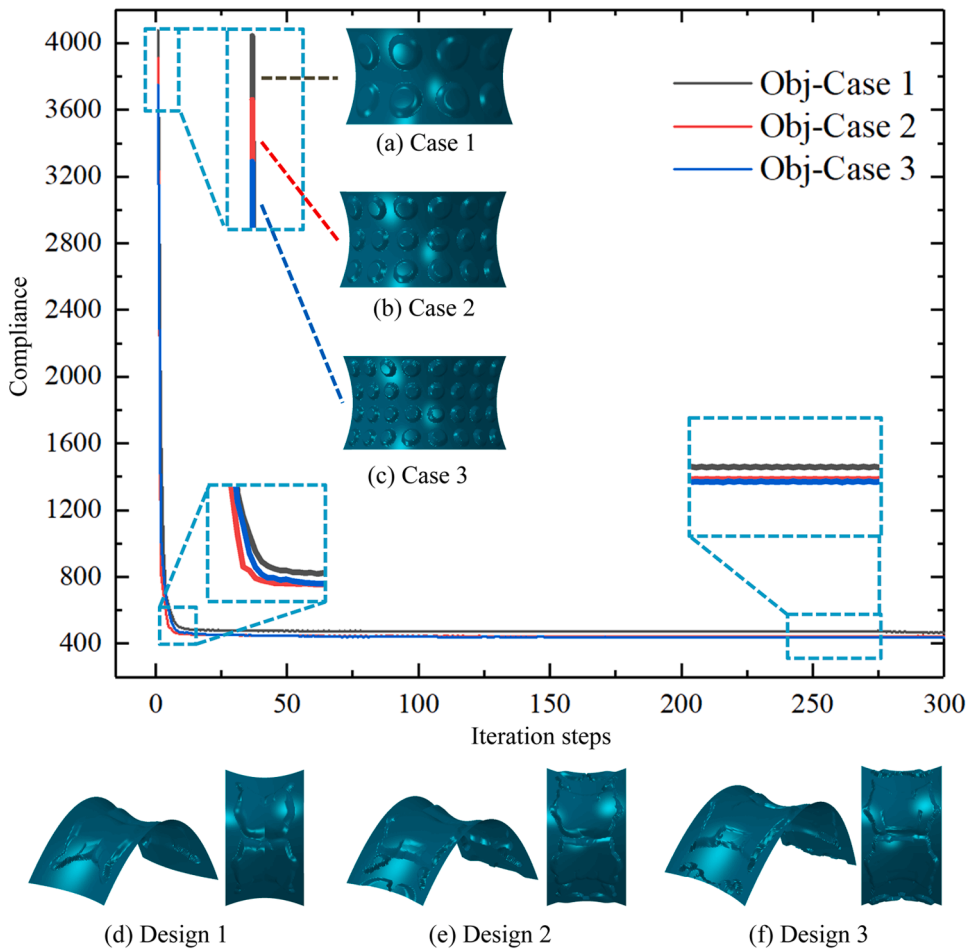 4000
3600
3200
2800
2400
2000
1600
1200
800
400
Compliance
Obj-Case 1
Obj-Case 2
Obj-Case 3
(a) Case 1
(b) Case 2
(c) Case 3
0 50 100 150 200 250 300
Iteration steps
(d) Design 1 (e) Design 2 (f) Design 3